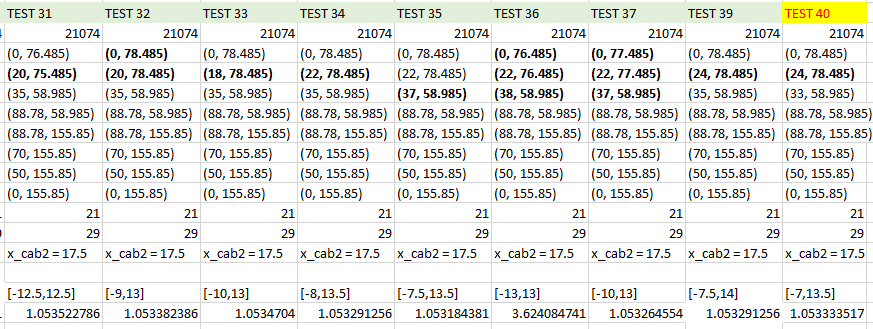 TEST 31 TEST 32 TEST 33 TEST 34 TEST 35 TEST 36 TEST 37 TEST 39 TEST 40
21074 21074 21074 21074 21074 21074 21074 21074 21074
(0, 76.485) (0, 78.485) (0, 78.485) (0, 78.485) (0, 78.485) (0, 76.485) (0, 77.485) (0, 78.485) (0, 78.485)
(20, 75.485) (20, 78.485) (18, 78.485) (22, 78.485) (22, 78.485) (22, 76.485) (22, 77.485) (24, 78.485) (24, 78.485)
(35, 58.985) (35, 58.985) (35, 58.985) (35, 58.985) (37, 58.985) (38, 58.985) (37, 58.985) (35, 58.985) (33, 58.985)
(88.78, 58.985) (88.78, 58.985) (88.78, 58.985) (88.78, 58.985) (88.78, 58.985) (88.78, 58.985) (88.78, 58.985) (88.78, 58.985) (88.78, 58.985)
(88.78, 155.85) (88.78, 155.85) (88.78, 155.85) (88.78, 155.85) (88.78, 155.85) (88.78, 155.85) (88.78, 155.85) (88.78, 155.85) (88.78, 155.85)
(70, 155.85) (70, 155.85) (70, 155.85) (70, 155.85) (70, 155.85) (70, 155.85) (70, 155.85) (70, 155.85) (70, 155.85)
(50, 155.85) (50, 155.85) (50, 155.85) (50, 155.85) (50, 155.85) (50, 155.85) (50, 155.85) (50, 155.85) (50, 155.85)
(0, 155.85) (0, 155.85) (0, 155.85) (0, 155.85) (0, 155.85) (0, 155.85) (0, 155.85) (0, 155.85) (0, 155.85)
21 21 21 21 21 21 21 21 21
29 29 29 29 29 29 29 29 29
x_cab2 = 17.5 x_cab2 = 17.5 x_cab2 = 17.5 x_cab2 = 17.5 x_cab2 = 17.5 x_cab2 = 17.5 x_cab2 = 17.5 x_cab2 = 17.5 x_cab2 = 17.5
[-12.5,12.5] [-9,13] [-10,13] [-8,13.5] [-7.5,13.5] [-13,13] [-10,13] [-7.5,14] [-7,13.5]
1.053522786 1.053382386 1.0534704 1.053291256 1.053184381 3.624084741 1.053264554 1.053291256 1.053333517